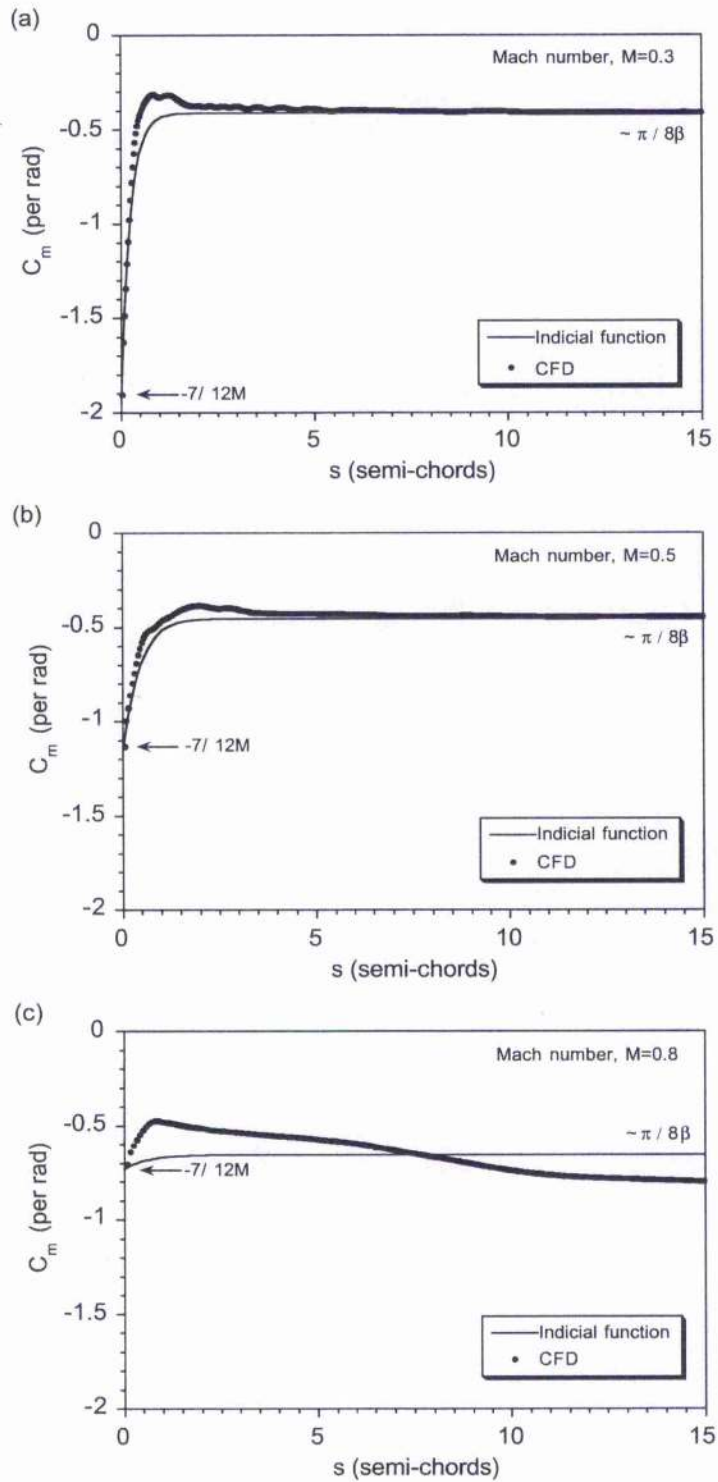 (a)
0
-0.5
-1
-1.5
-2
C_m (per rad)
Mach number, M=0.3
~ π / 8β
-7/ 12M
Indicial function
CFD
0 5 10 15
s (semi-chords)
(b)
0
-0.5
-1
-1.5
-2
C_m (per rad)
Mach number, M=0.5
~ π / 8β
-7/ 12M
Indicial function
CFD
0 5 10 15
s (semi-chords)
(c)
0
-0.5
-1
-1.5
-2
C_m (per rad)
Mach number, M=0.8
~ π / 8β
-7/ 12M
Indicial function
CFD
0 5 10 15
s (semi-chords)